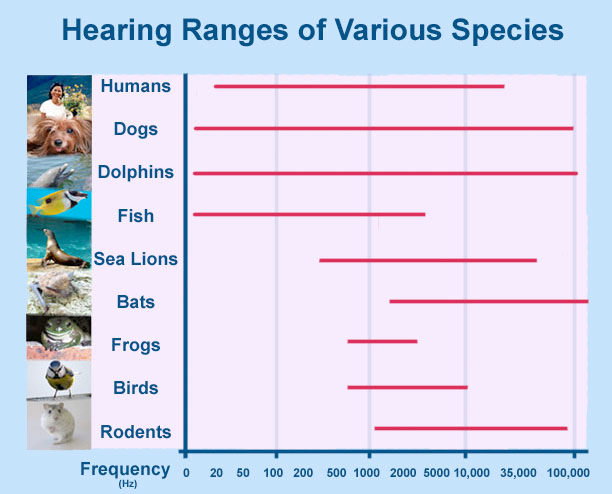 Hearing Ranges of Various Species
Humans
Dogs
Dolphins
Fish
Sea Lions
Bats
Frogs
Birds
Rodents
Frequency 0 20 50 100 200 500 1000 2000 5000 10,000 35,000 100,000
(Hz)